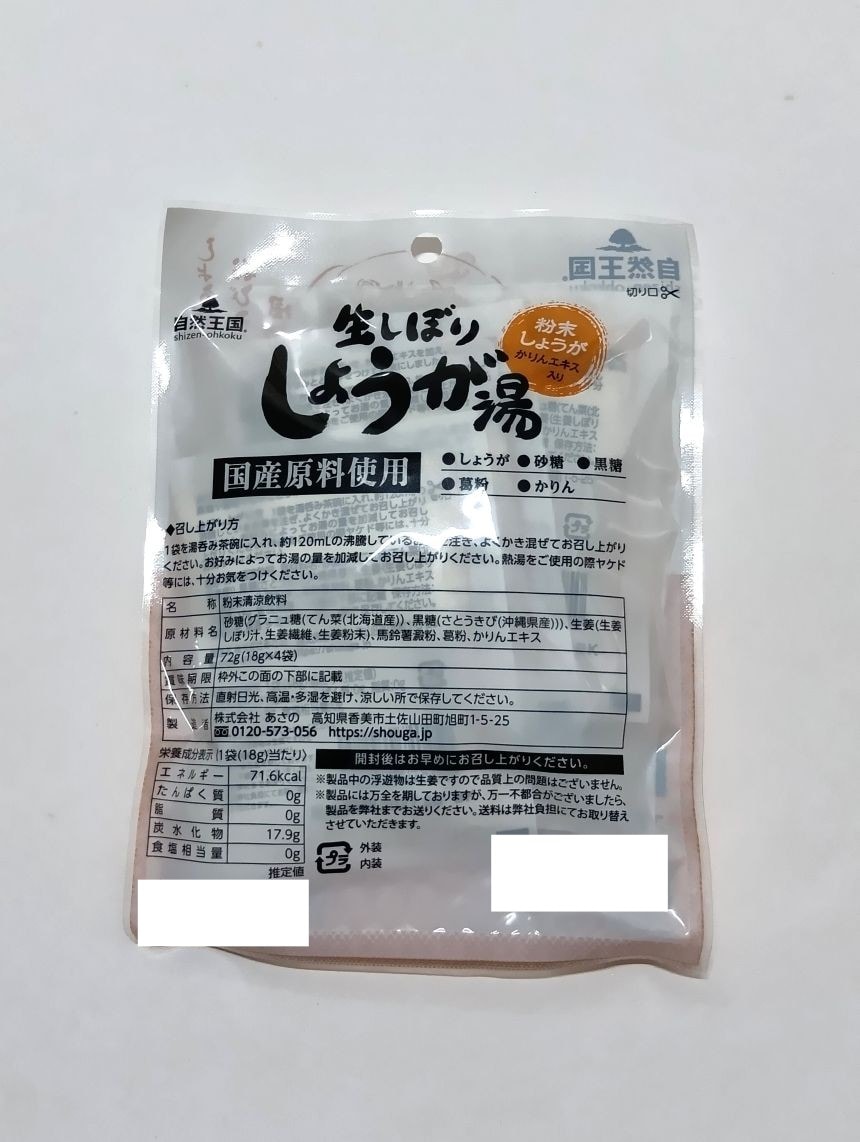 切り口
自然王国
shizen-ohkoku
生しぼり
しょうが湯
粉末
しょうが
かりんエキス
入り
国産原料使用
●しょうが ●砂糖 ●黒糖
●葛粉 ●かりん
◆召し上がり方
1袋を湯呑み茶碗に入れ、約120mLの沸騰している 注ぎ、よくかき混ぜてお召し上がり
ください。お好みによってお湯の量を加減してお召し上がりください。熱湯をご使用の際ヤケド
等には、十分お気をつけください。
名 称 粉末清涼飲料
原材料名 砂糖(グラニュ糖(てん菜(北海道産))、黒糖(さとうきび(沖縄県産)))、生姜(生姜
しぼり汁、生姜繊維、生姜粉末)、馬鈴薯澱粉、葛粉、かりんエキス
内容量 72g(18g×4袋)
賞味期限 枠外この面の下部に記載
保存方法 直射日光、高温・多湿を避け、涼しい所で保存してください。
製造者 株式会社 あさの 高知県香美市土佐山田町旭町1-5-25
0120-573-056 https://shouga.jp
栄養成分表示(1袋(18g)当たり)
エネルギー 71.6kcal
たんぱく質 0g
脂質 0g
炭水化物 17.9g
食塩相当量 0g
推定値
開封後はお早めにお召し上がりください。
※製品中の浮遊物は生姜ですので品質上の問題はございません。
※製品には万全を期しておりますが、万一不都合がございましたら、
製品を弊社までお送りください。送料は弊社負担にてお取り替え
させていただきます。
プラ
外装
内装